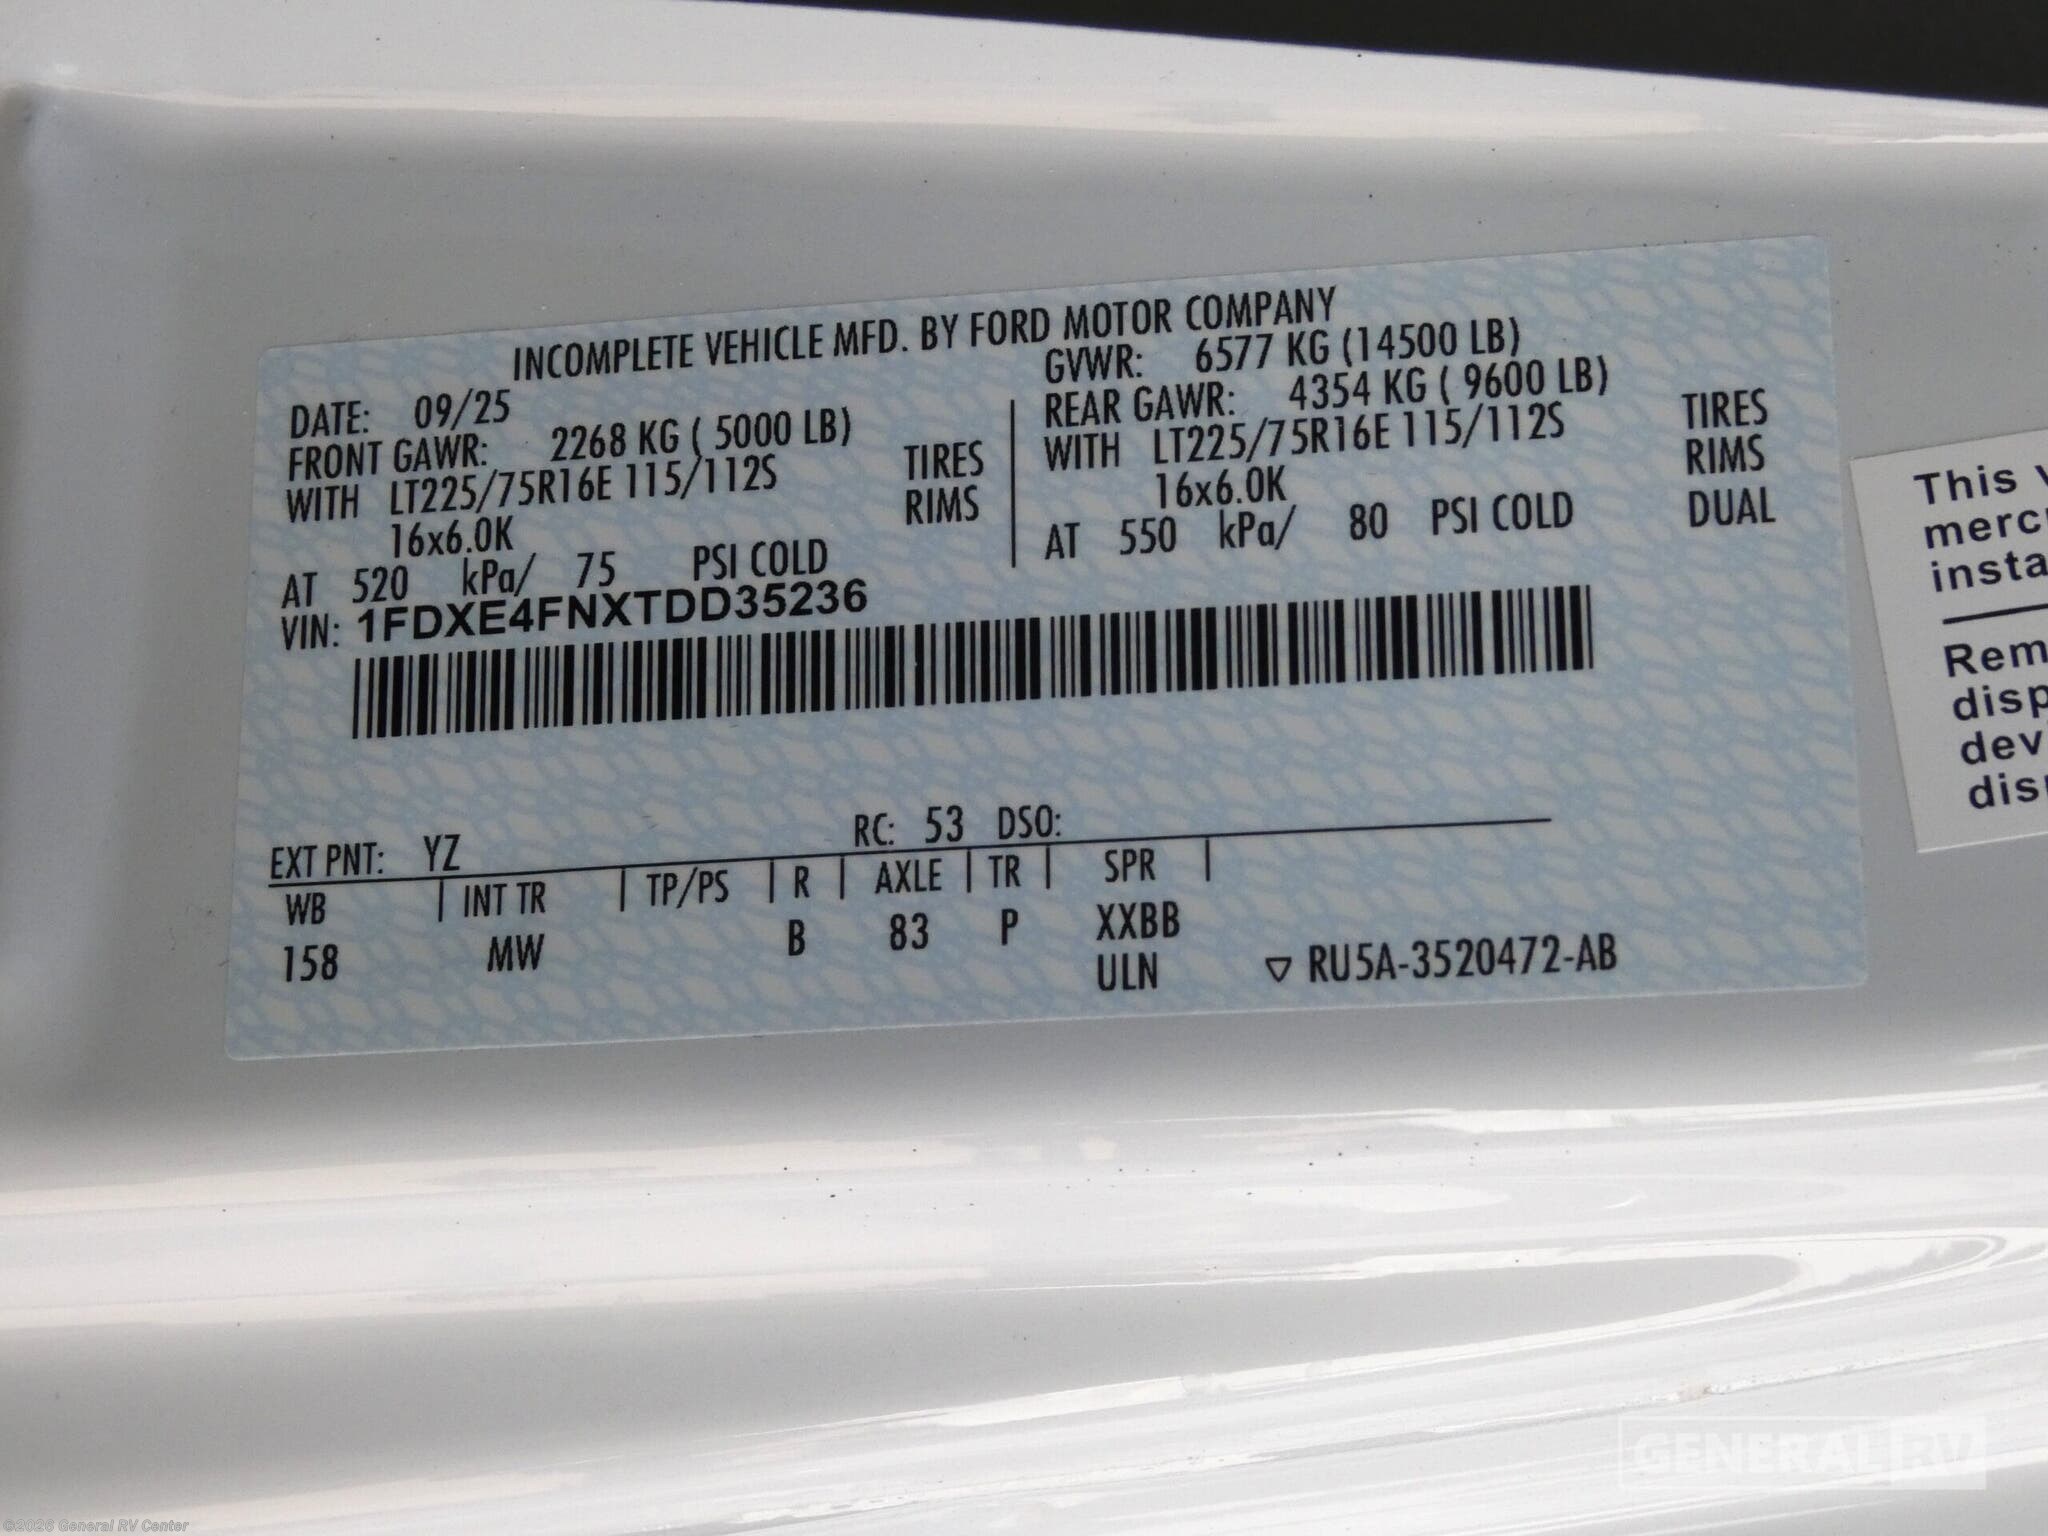 INCOMPLETE VEHICLE MFD. BY FORD MOTOR COMPANY
DATE: 09/25
FRONT GAWR: 2268 KG ( 5000 LB)
WITH LT225/75R16E 115/112S TIRES
16x6.0K RIMS
AT 520 kPa/ 75 PSI COLD
GVWR: 6577 KG (14500 LB)
REAR GAWR: 4354 KG ( 9600 LB)
WITH LT225/75R16E 115/112S TIRES
16x6.0K RIMS
AT 550 kPa/ 80 PSI COLD DUAL
VIN: 1FDXE4FNXTDD35236
EXT PNT: YZ RC: 53 DSO:
WB | INT TR | TP/PS | R | AXLE | TR | SPR |
158 MW B 83 P XXBB
ULN ▽ RU5A-3520472-AB
This
merc
insta
Rem
disp
dev
disp
GENERAL RV
©2026 General RV Center